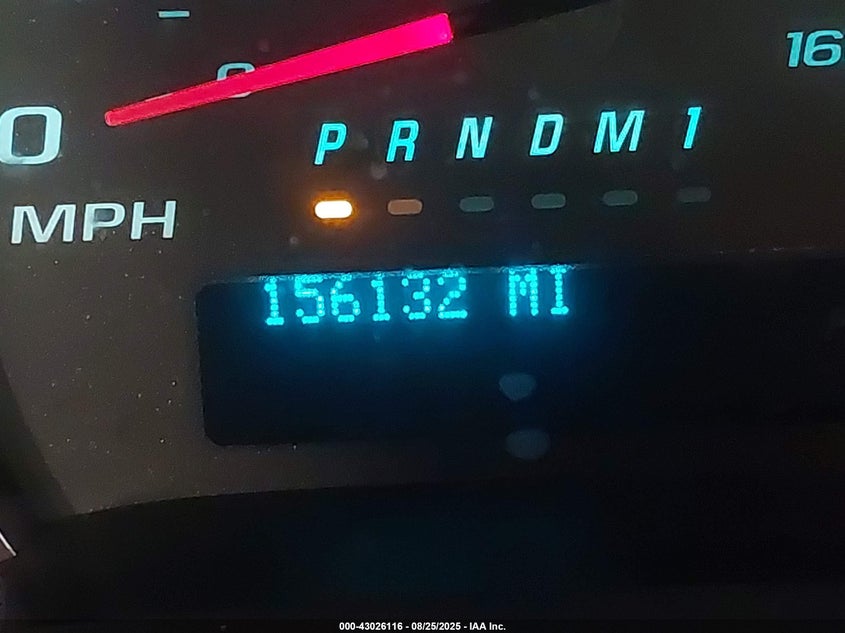 16
0
P R N D M 1
MPH
156132 MI
000-43026116 - 08/25/2025 - IAA Inc.